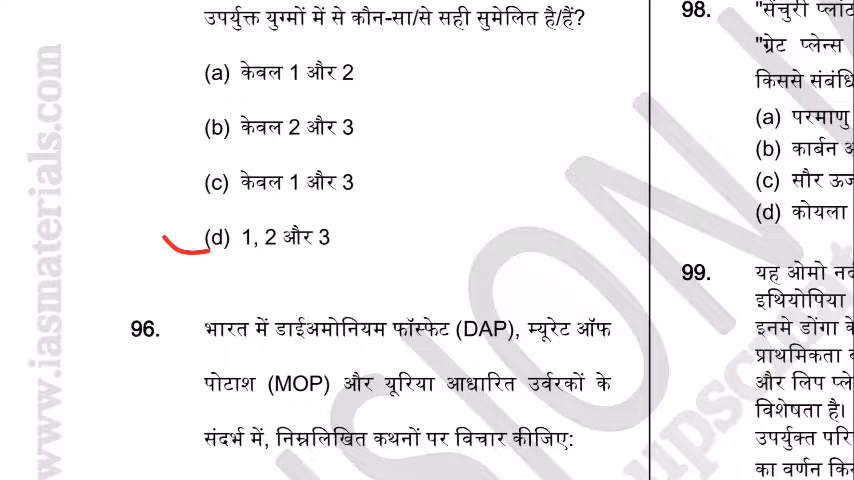 उपर्युक्त युग्मों में से कौन-सा/से सही सुमेलित है/हैं?
(a) केवल 1 और 2
(b) केवल 2 और 3
(c) केवल 1 और 3
(d) 1, 2 और 3
96. भारत में डाईअमोनियम फॉस्फेट (DAP), म्यूरेट ऑफ
पोटाश (MOP) और यूरिया आधारित उर्वरकों के
संदर्भ में, निम्नलिखित कथनों पर विचार कीजिए:
98. "सेंचुरी
"ग्रेट प्लेन्स
किससे
(a) परमाणु
(b) कार्बन
(c) सौर
(d) कोयला
99. यह ओमो
इथियोपिया
इनमे डोंगा
प्राथमिकता
और लिप
विशेषता है।
उपर्युक्त
का वर्णन
www.iasmaterials.com